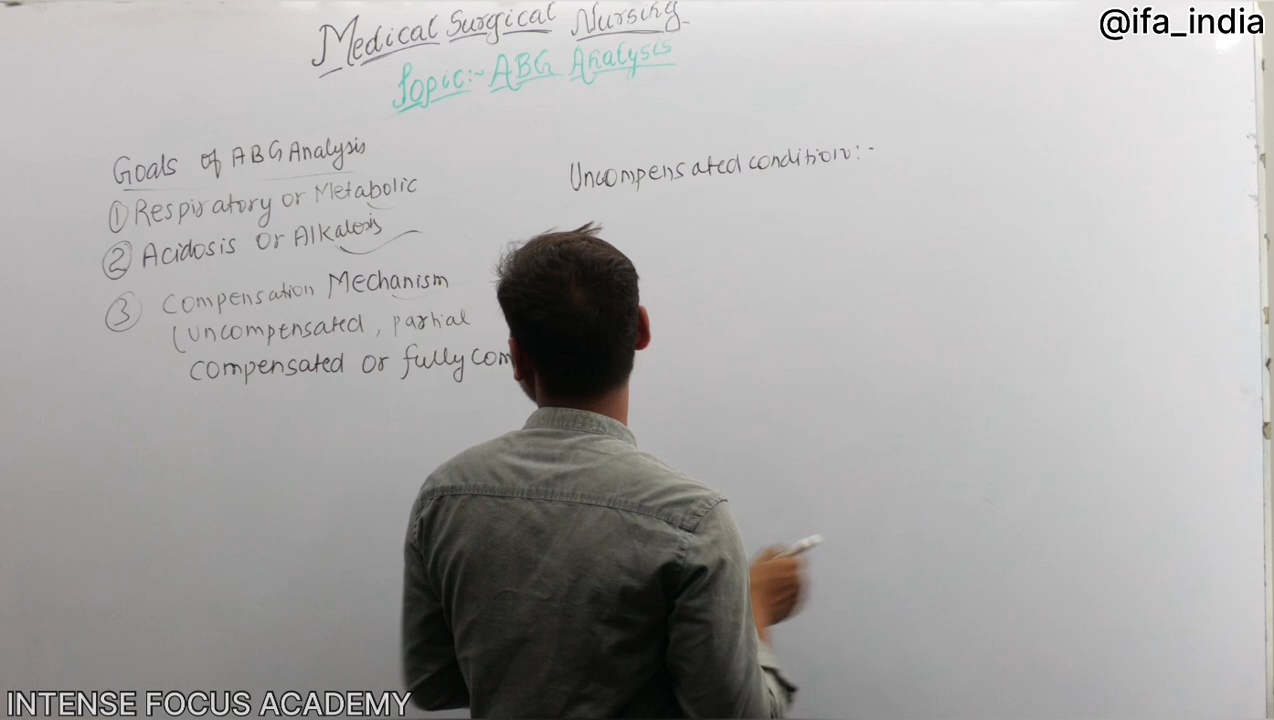 @ifa_india
Medical Surgical Nursing
Topic:- ABG Analysis
Goals of ABG Analysis
① Respiratory or Metabolic
② Acidosis or Alkalosis
③ Compensation Mechanism
(uncompensated, partial
compensated or fully com
Uncompensated condition:-
INTENSE FOCUS ACADEMY